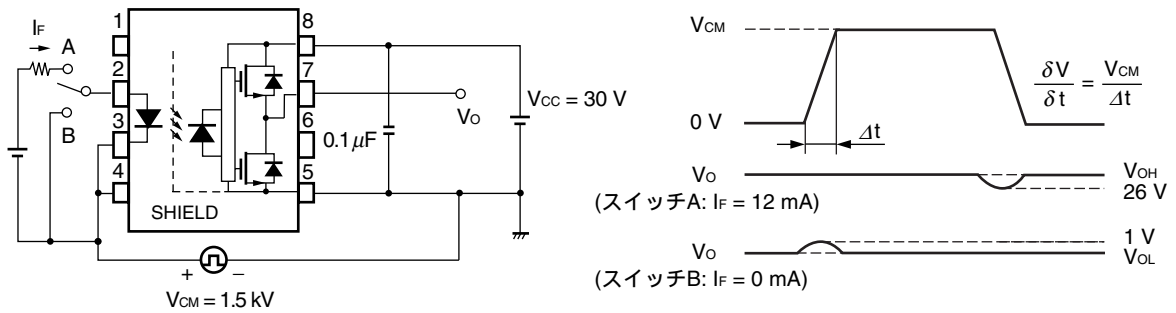 IF
A
B
1
2
3
4
8
7
6
5
SHIELD
0.1 μF
VO
VCC = 30 V
+ −
VCM = 1.5 kV
VCM
0 V
Δt
δV/δt = VCM/Δt
VO
(スイッチA: IF = 12 mA)
VOH
26 V
VO
(スイッチB: IF = 0 mA)
1 V
VOL